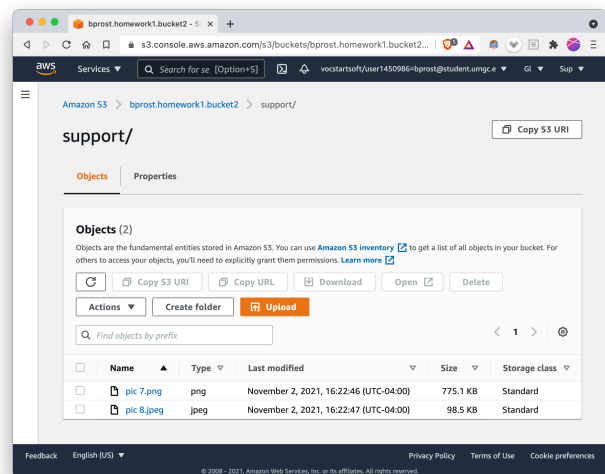 bprost.homework1.bucket2 - S:
s3.console.aws.amazon.com/s3/buckets/bprost.homework1.bucket2...
aws
Services ▼
Search for se [Option+S]
vocstartsoft/user1450986=bprost@student.umgc.e ▼
Gl ▼
Sup ▼
Amazon S3 > bprost.homework1.bucket2 > support/
support/
Copy S3 URI
Objects
Properties
Objects (2)
Objects are the fundamental entities stored in Amazon S3. You can use Amazon S3 inventory to get a list of all objects in your bucket. For
others to access your objects, you'll need to explicitly grant them permissions. Learn more
Copy S3 URI
Copy URL
Download
Open
Delete
Actions ▼
Create folder
Upload
Find objects by prefix
< 1 >
Name ▲ Type ▽ Last modified ▽ Size ▽ Storage class ▽
pic 7.png png November 2, 2021, 16:22:46 (UTC-04:00) 775.1 KB Standard
pic 8.jpeg jpeg November 2, 2021, 16:22:47 (UTC-04:00) 98.5 KB Standard
Feedback English (US) ▼ Privacy Policy Terms of Use Cookie preferences
© 2008 - 2021, Amazon Web Services, Inc. or its affiliates. All rights reserved.